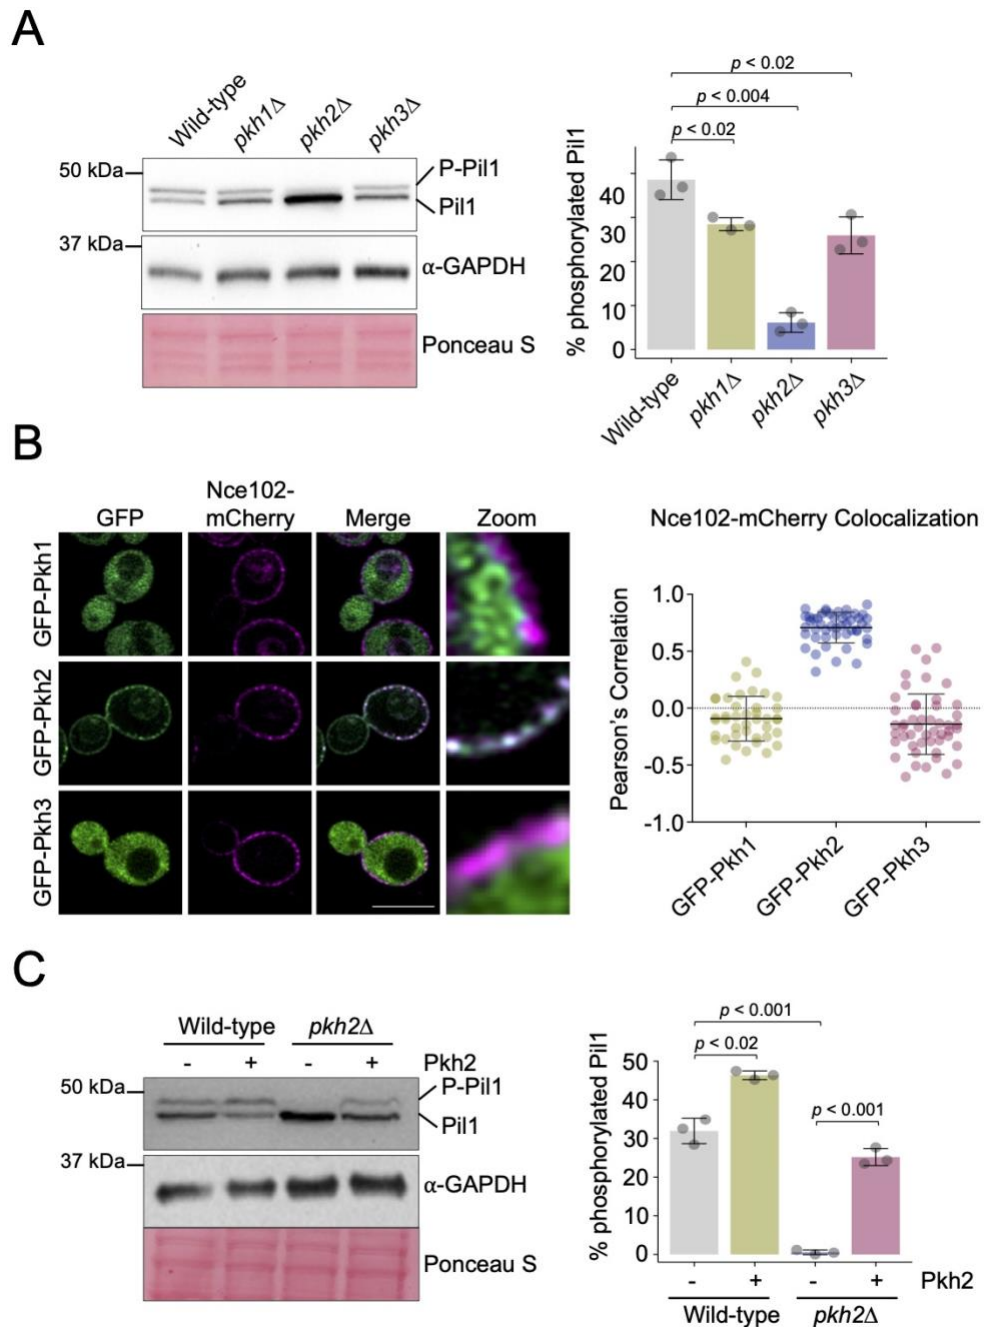 A
Wild-type
pkh1Δ
pkh2Δ
pkh3Δ
50 kDa
P-Pil1
Pil1
37 kDa
α-GAPDH
Ponceau S
p < 0.02
p < 0.004
p < 0.02
% phosphorylated Pil1
40
30
20
10
0
Wild-type
pkh1Δ
pkh2Δ
pkh3Δ
B
GFP
Nce102-
mCherry
Merge
Zoom
GFP-Pkh1
GFP-Pkh2
GFP-Pkh3
Nce102-mCherry Colocalization
Pearson's Correlation
1.0
0.5
0.0
-0.5
-1.0
GFP-Pkh1
GFP-Pkh2
GFP-Pkh3
C
Wild-type
pkh2Δ
- + - + Pkh2
50 kDa
P-Pil1
Pil1
37 kDa
α-GAPDH
Ponceau S
p < 0.001
p < 0.02
p < 0.001
% phosphorylated Pil1
50
40
30
20
10
0
- + - + Pkh2
Wild-type
pkh2Δ